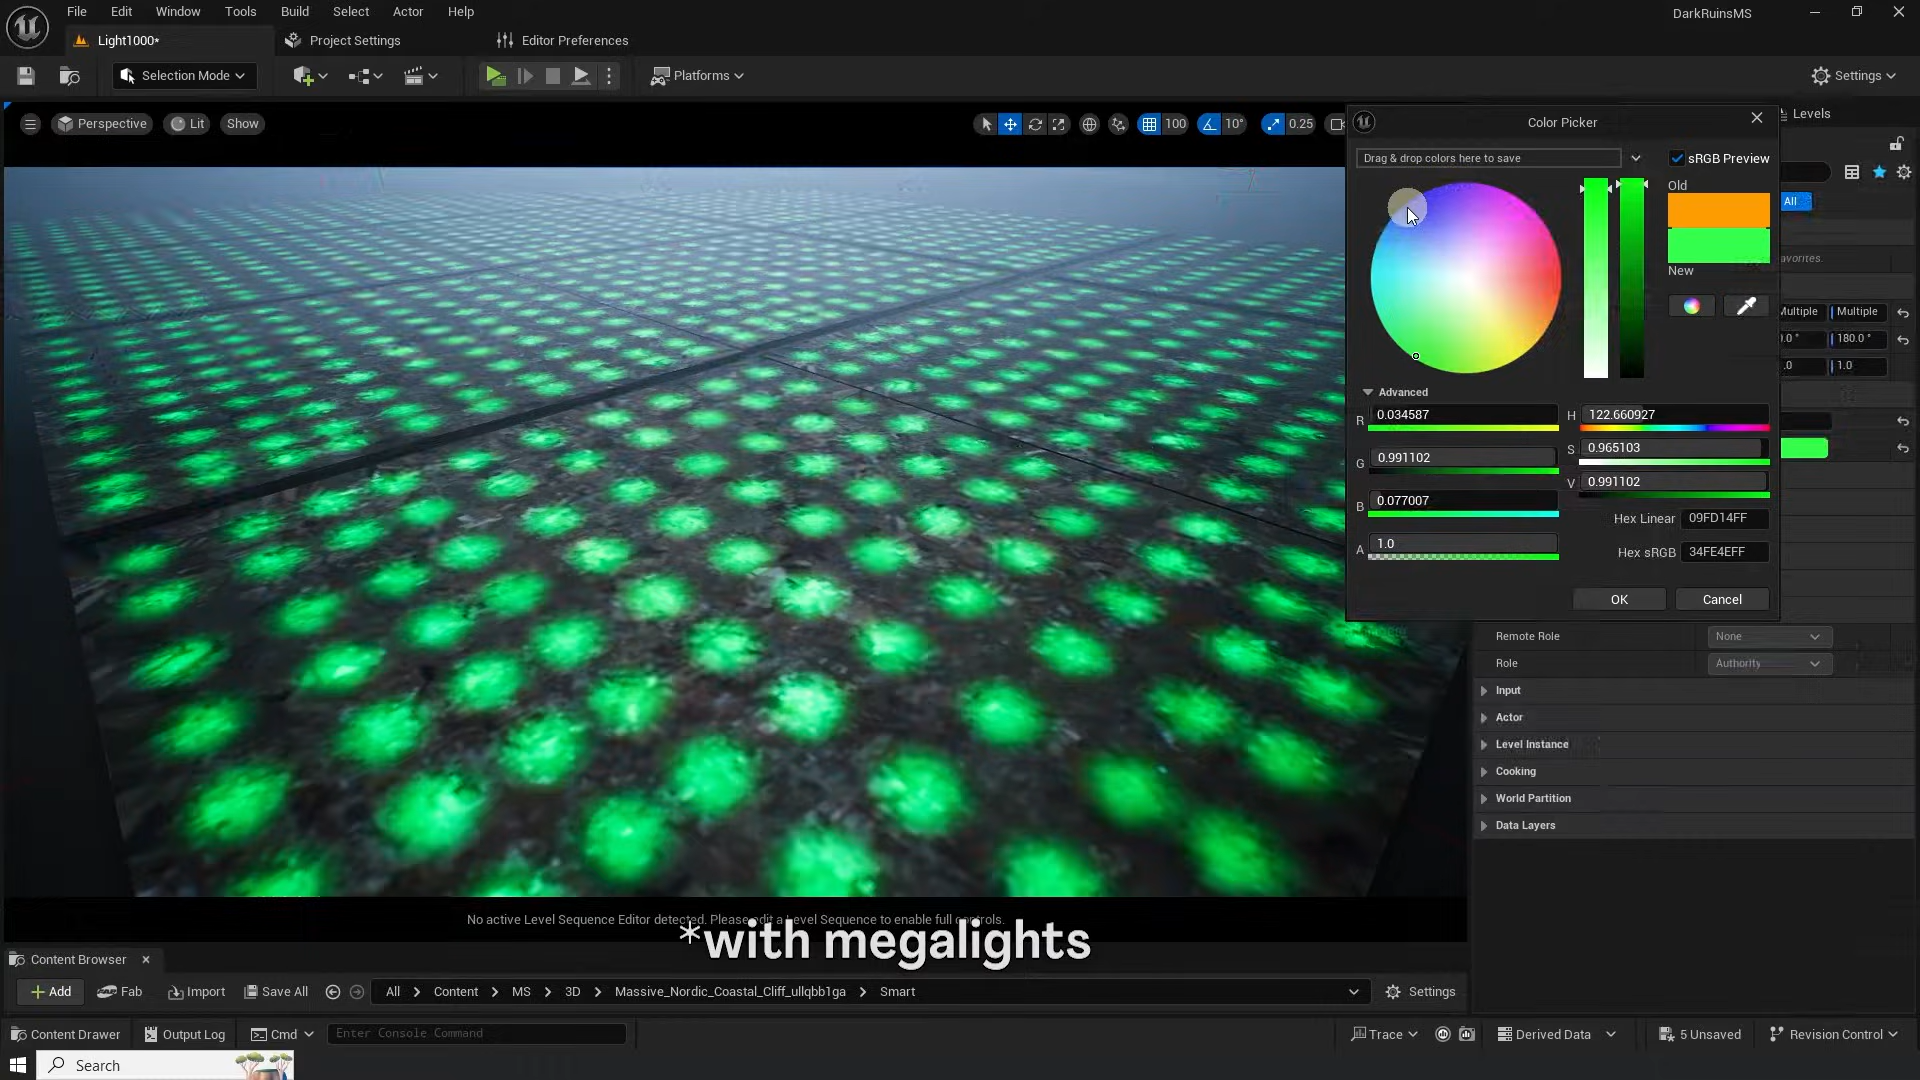 File Edit Window Tools Build Select Actor Help
DarkRuinsMS
Light1000*
Project Settings
Editor Preferences
Selection Mode
Platforms
Settings
Perspective
Lit
Show
100
10°
0.25
Color Picker
Levels
Drag & drop colors here to save
sRGB Preview
Old
All
New
avorites.
Multiple
Multiple
180.0 °
1.0
Advanced
R
0.034587
H
122.660927
G
0.991102
S
0.965103
B
0.077007
V
0.991102
Hex Linear
09FD14FF
A
1.0
Hex sRGB
34FE4EFF
OK
Cancel
Remote Role
None
Role
Authority
Input
Actor
Level Instance
Cooking
World Partition
Data Layers
No active Level Sequence Editor detected. Please edit a Level Sequence to enable full controls.
*with megalights
Content Browser
Add
Fab
Import
Save All
All > Content > MS > 3D > Massive_Nordic_Coastal_Cliff_ullqbb1ga > Smart
Settings
Content Drawer
Output Log
Cmd
Enter Console Command
Trace
Derived Data
5 Unsaved
Revision Control
Search